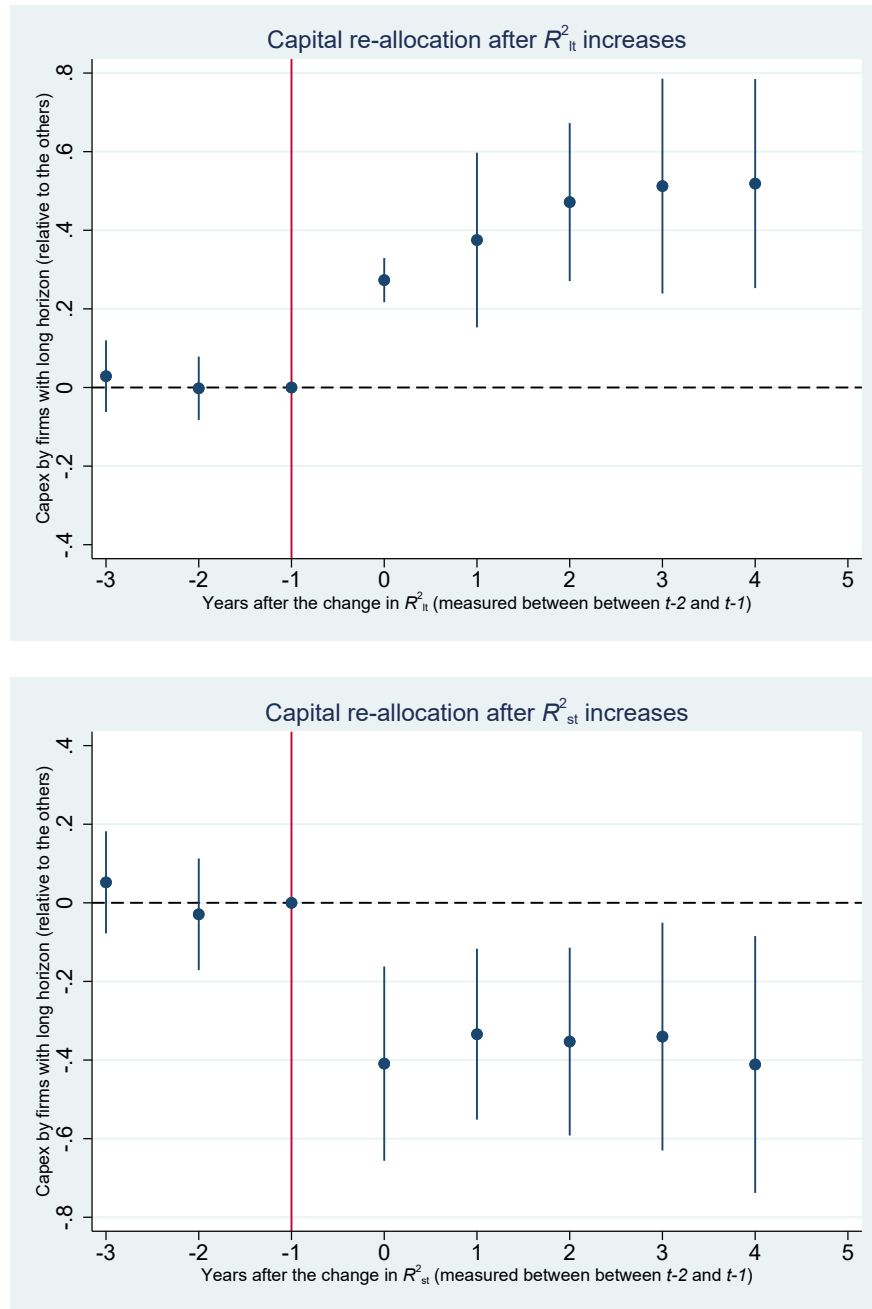 Capital re-allocation after R²lt increases
Capex by firms with long horizon (relative to the others)
.8
.6
.4
.2
0
-.2
-.4
-3 -2 -1 0 1 2 3 4 5
Years after the change in R²lt (measured between between t-2 and t-1)
Capital re-allocation after R²st increases
Capex by firms with long horizon (relative to the others)
.4
.2
0
-.2
-.4
-.6
-.8
-3 -2 -1 0 1 2 3 4 5
Years after the change in R²st (measured between between t-2 and t-1)